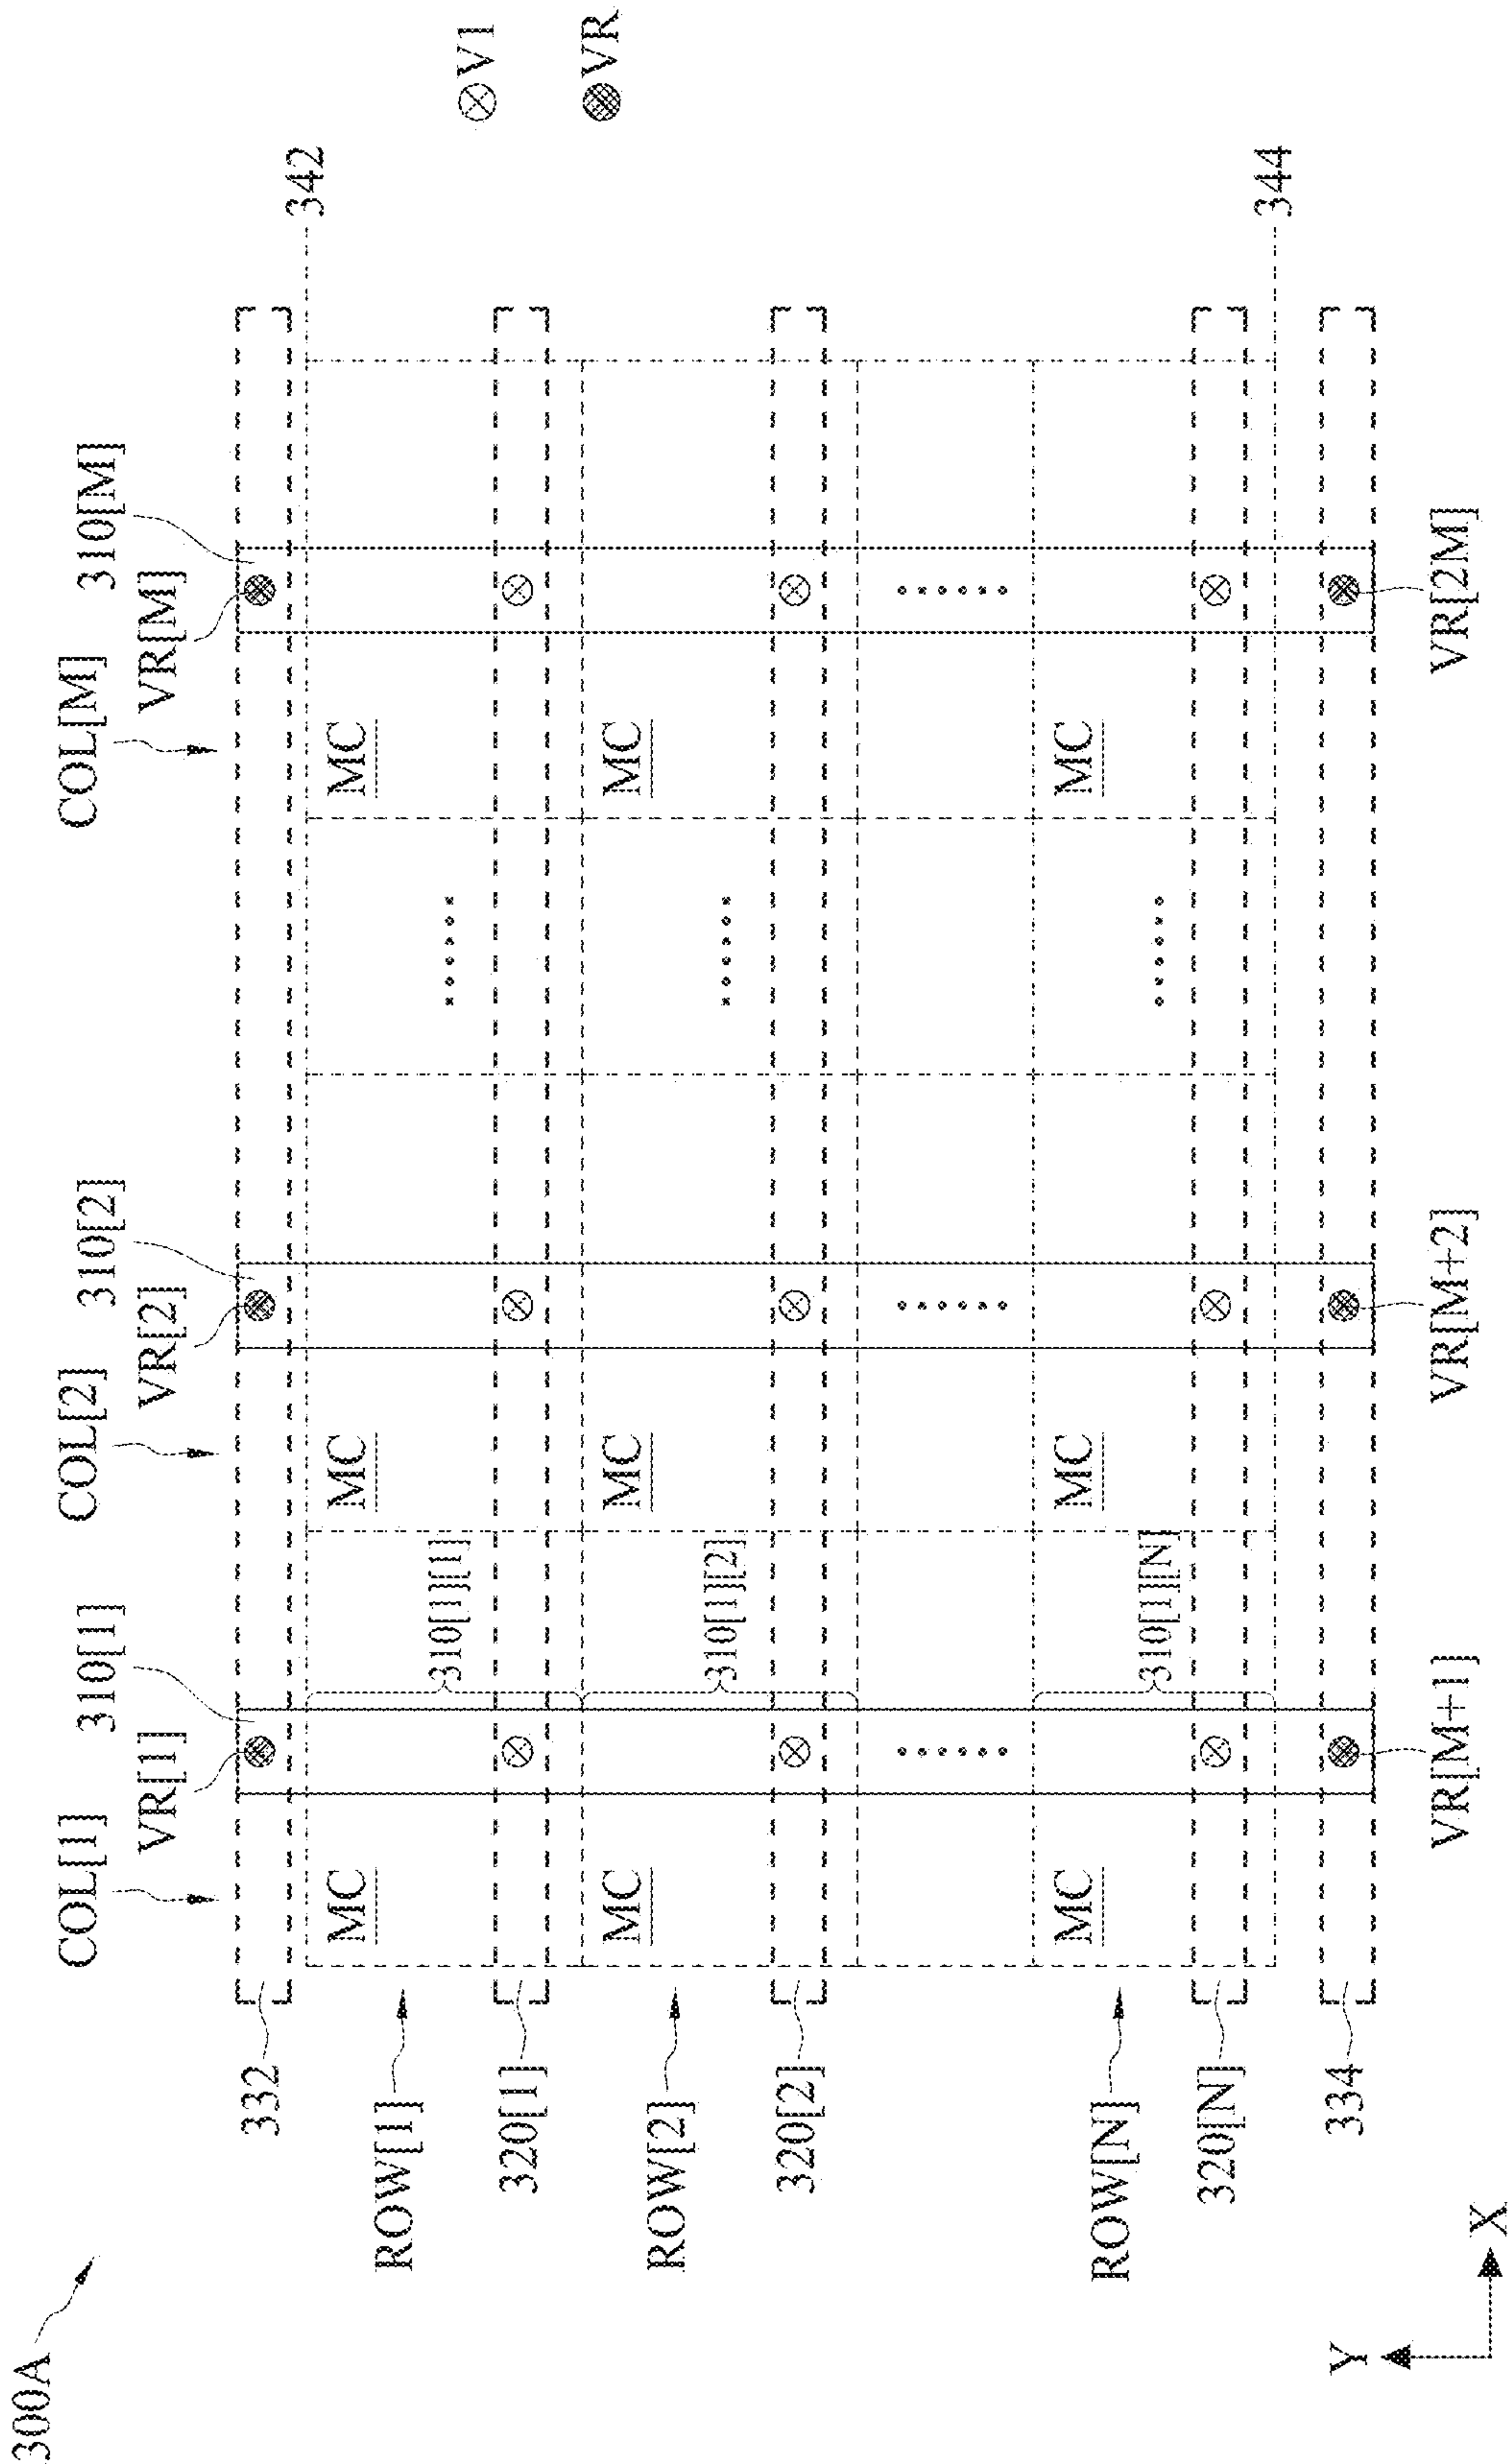 300A
COL[1] 310[1] COL[2] 310[2] COL[M] 310[M]
VR[1] VR[2] VR[M]
332
342
ROW[1] MC MC MC
310[1][1]
320[1]
V1
ROW[2] MC MC MC
VR
310[1][2]
320[2]
ROW[N] MC MC MC
310[1][N]
320[N]
344
334
VR[M+1] VR[M+2] VR[2M]
Y
X